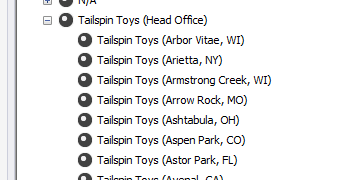 N/A
Tailspin Toys (Head Office)
Tailspin Toys (Arbor Vitae, WI)
Tailspin Toys (Arietta, NY)
Tailspin Toys (Armstrong Creek, WI)
Tailspin Toys (Arrow Rock, MO)
Tailspin Toys (Ashtabula, OH)
Tailspin Toys (Aspen Park, CO)
Tailspin Toys (Astor Park, FL)
Tailspin Toys (Avenal, CA)